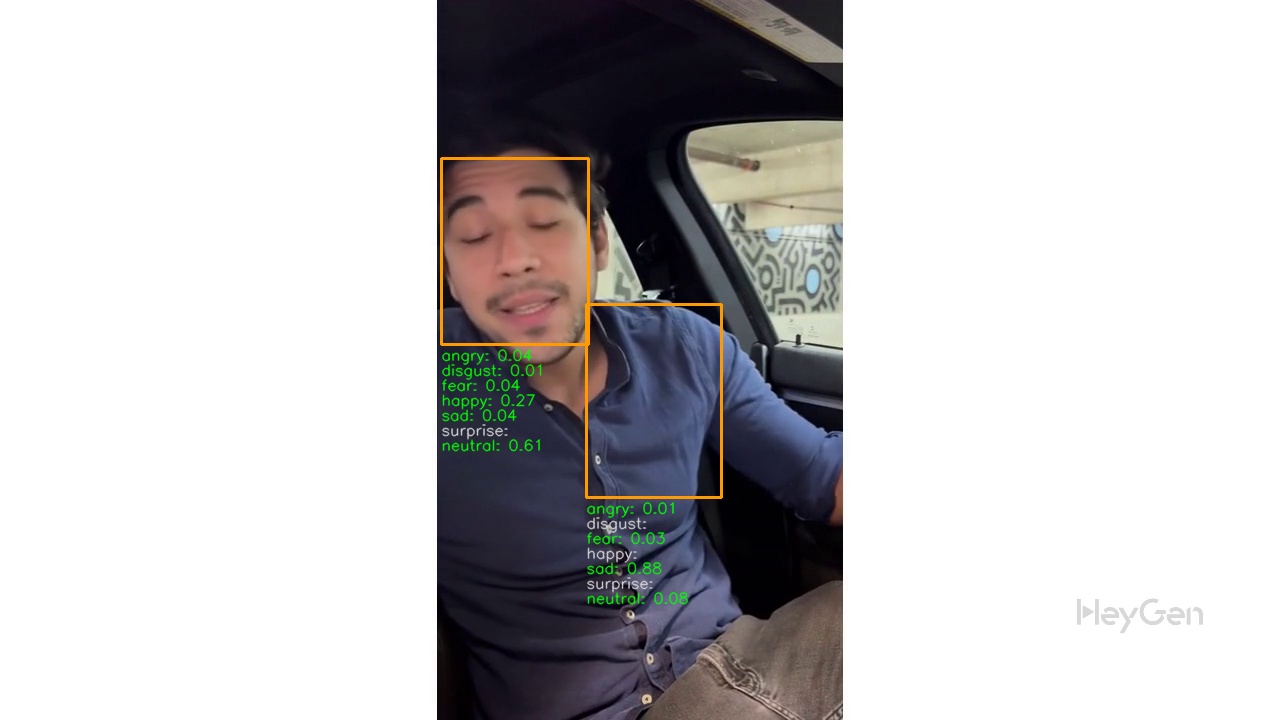 angry: 0.04
disgust: 0.01
fear: 0.04
happy: 0.27
sad: 0.04
surprise:
neutral: 0.61
angry: 0.01
disgust:
fear: 0.03
happy:
sad: 0.88
surprise:
neutral: 0.08
HeyGen